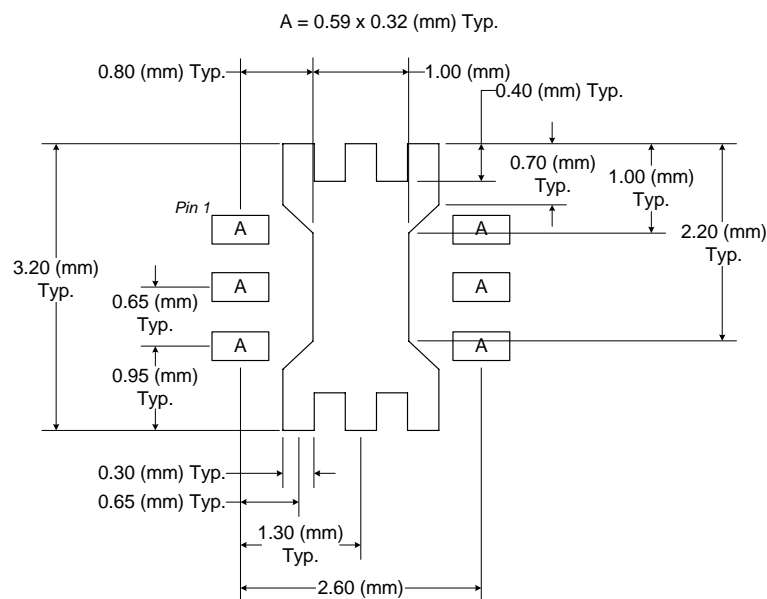 A = 0.59 x 0.32 (mm) Typ.
0.80 (mm) Typ.
1.00 (mm)
0.40 (mm) Typ.
0.70 (mm)
Typ.
1.00 (mm)
Typ.
2.20 (mm)
Typ.
Pin 1
A
A
3.20 (mm)
Typ.
A
A
0.65 (mm)
Typ.
A
A
0.95 (mm)
Typ.
0.30 (mm) Typ.
0.65 (mm) Typ.
1.30 (mm)
Typ.
2.60 (mm)